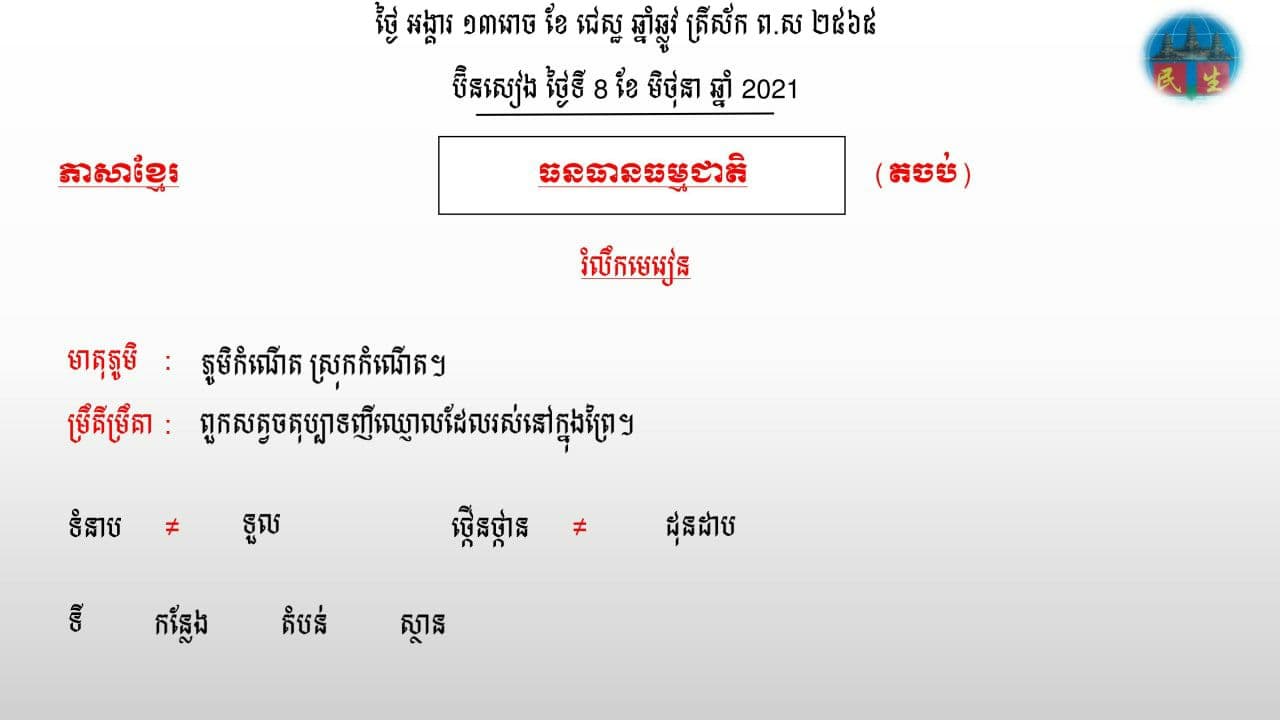 ថ្ងៃ អង្គារ ១៣រោច ខែ ជេស្ឋ ឆ្នាំឆ្លូវ ត្រីស័ក ព.ស ២៥៦៥
ប៊ិនសៀង ថ្ងៃទី 8 ខែ មិថុនា ឆ្នាំ 2021
民生
ភាសាខ្មែរ ធនធានធម្មជាតិ (តចប់)
រំលឹកមេរៀន
មាតុភូមិ : ភូមិកំណើត ស្រុកកំណើត។
ម្រឹគីម្រឹគា : ពួកសត្វចតុប្បាទញីឈ្មោលដែលរស់នៅក្នុងព្រៃ។
ទំនាប ≠ ទួល ថ្កើនថ្កាន ≠ ដុនដាប
ទី កន្លែង តំបន់ ស្ថាន